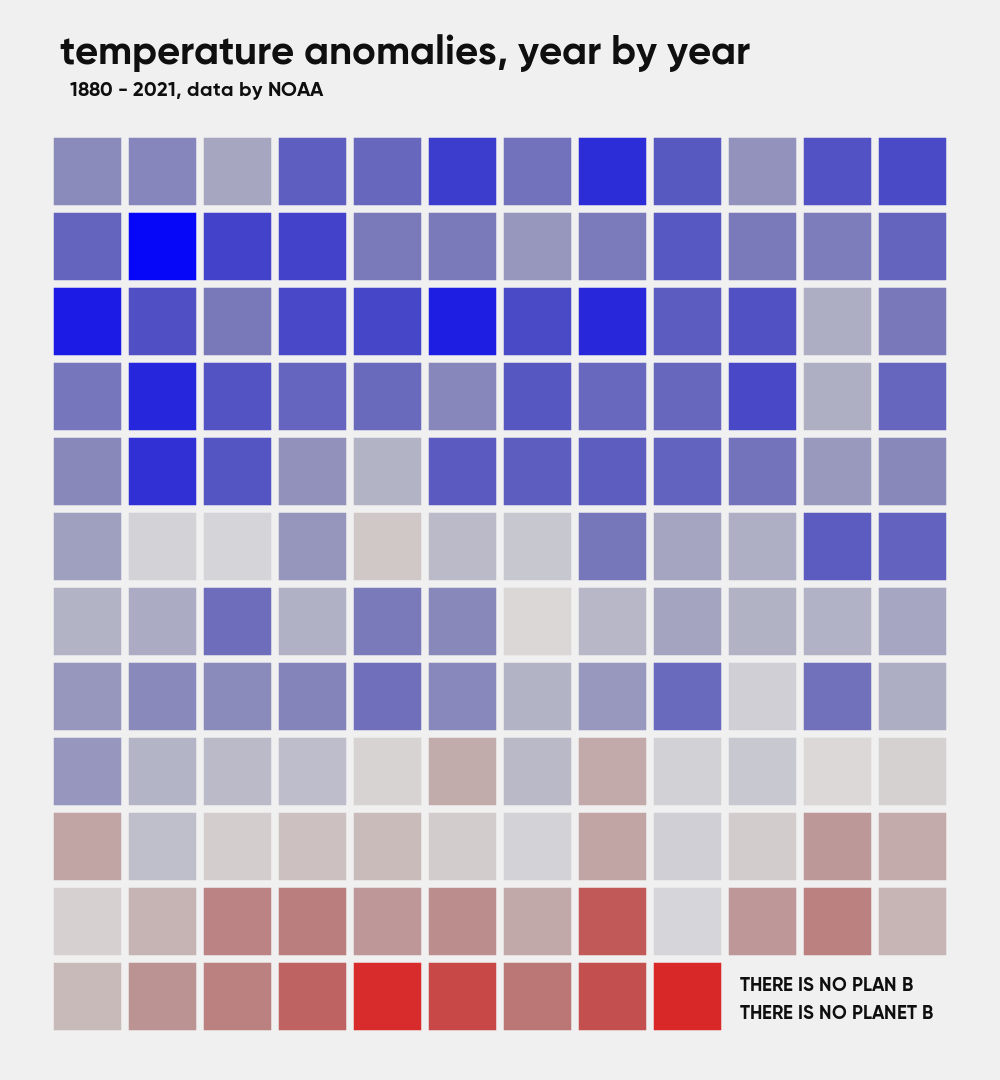 temperature anomalies, year by year
1880 - 2021, data by NOAA
THERE IS NO PLAN B
THERE IS NO PLANET B